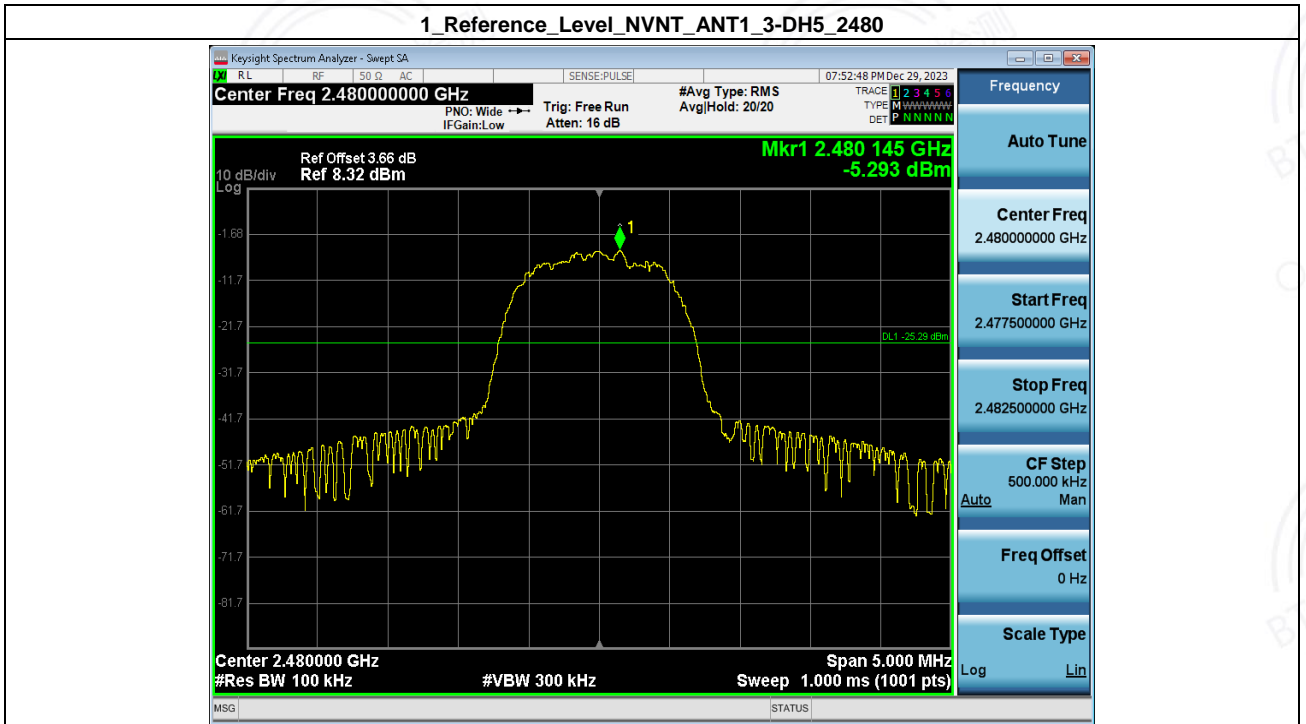 1_Reference_Level_NVNT_ANT1_3-DH5_2480
Keysight Spectrum Analyzer - Swept SA
LXI RL RF 50 Ω AC SENSE:PULSE 07:52:48 PM Dec 29, 2023
Center Freq 2.480000000 GHz
PNO: Wide
IFGain:Low
Trig: Free Run
Atten: 16 dB
#Avg Type: RMS
Avg|Hold: 20/20
TRACE 1 2 3 4 5 6
TYPE M WWWWW
DET P N N N N N
Mkr1 2.480 145 GHz
-5.293 dBm
Ref Offset 3.66 dB
10 dB/div Ref 8.32 dBm
Log
1
-1.68
-11.7
-21.7
DL1 -25.29 dBm
-31.7
-41.7
-51.7
-61.7
-71.7
-81.7
Center 2.480000 GHz Span 5.000 MHz
#Res BW 100 kHz #VBW 300 kHz Sweep 1.000 ms (1001 pts)
MSG STATUS
Frequency
Auto Tune
Center Freq
2.480000000 GHz
Start Freq
2.477500000 GHz
Stop Freq
2.482500000 GHz
CF Step
500.000 kHz
Auto Man
Freq Offset
0 Hz
Scale Type
Log Lin